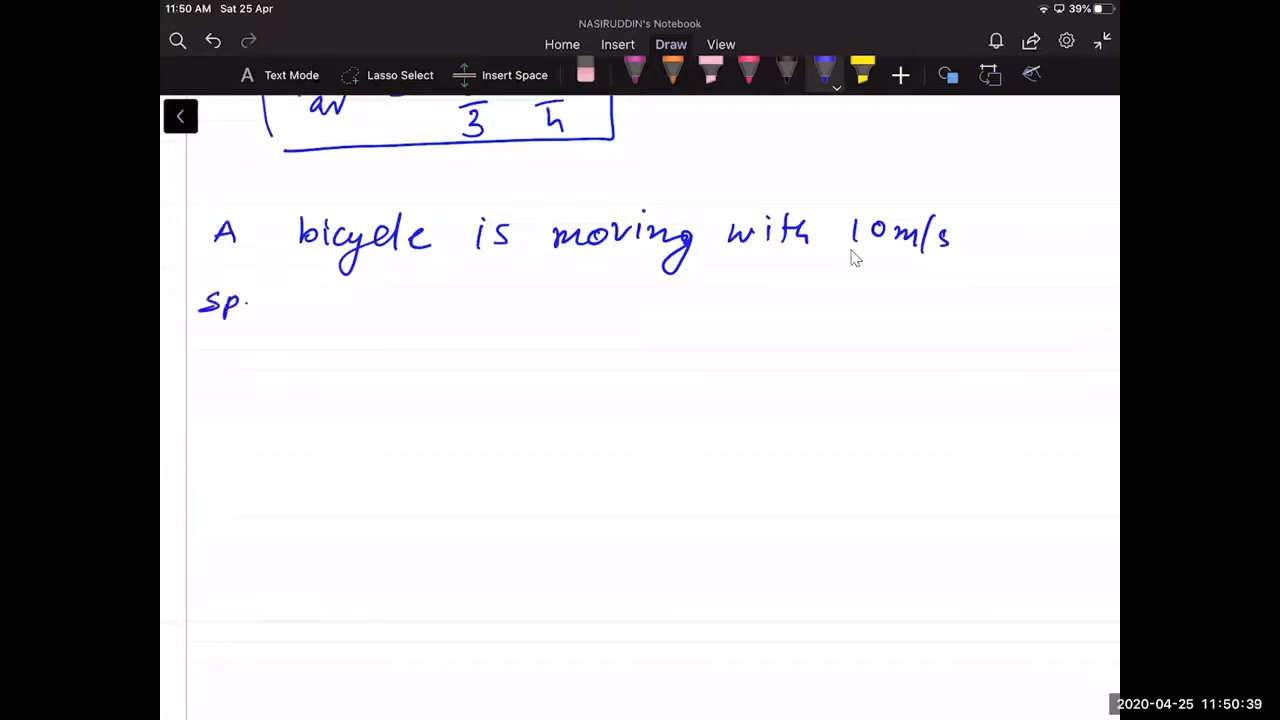 11:50 AM Sat 25 Apr
39%
NASIRUDDIN's Notebook
Home Insert Draw View
Text Mode Lasso Select Insert Space
av 3 h
A bicycle is moving with 10m/s
sp.
2020-04-25 11:50:39